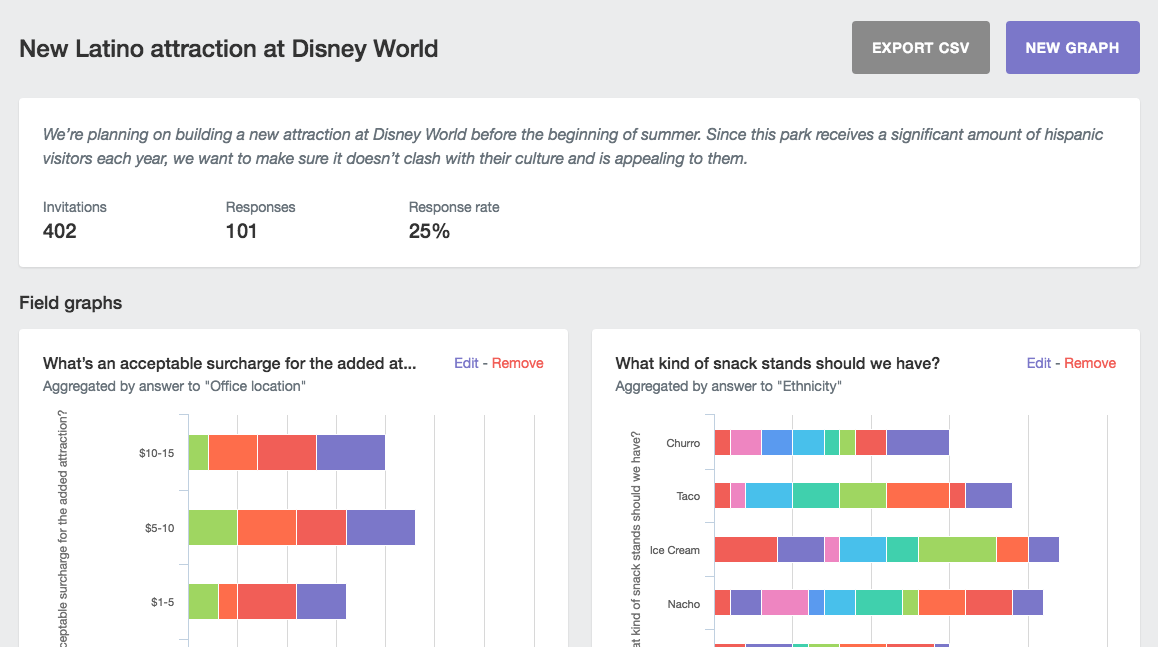 New Latino attraction at Disney World
EXPORT CSV
NEW GRAPH
We’re planning on building a new attraction at Disney World before the beginning of summer. Since this park receives a significant amount of hispanic
visitors each year, we want to make sure it doesn’t clash with their culture and is appealing to them.
Invitations
Responses
Response rate
402
101
25%
Field graphs
What’s an acceptable surcharge for the added at...
Edit - Remove
Aggregated by answer to "Office location"
ceptable surcharge for the added attraction?
$10-15
$5-10
$1-5
What kind of snack stands should we have?
Edit - Remove
Aggregated by answer to "Ethnicity"
at kind of snack stands should we have?
Churro
Taco
Ice Cream
Nacho